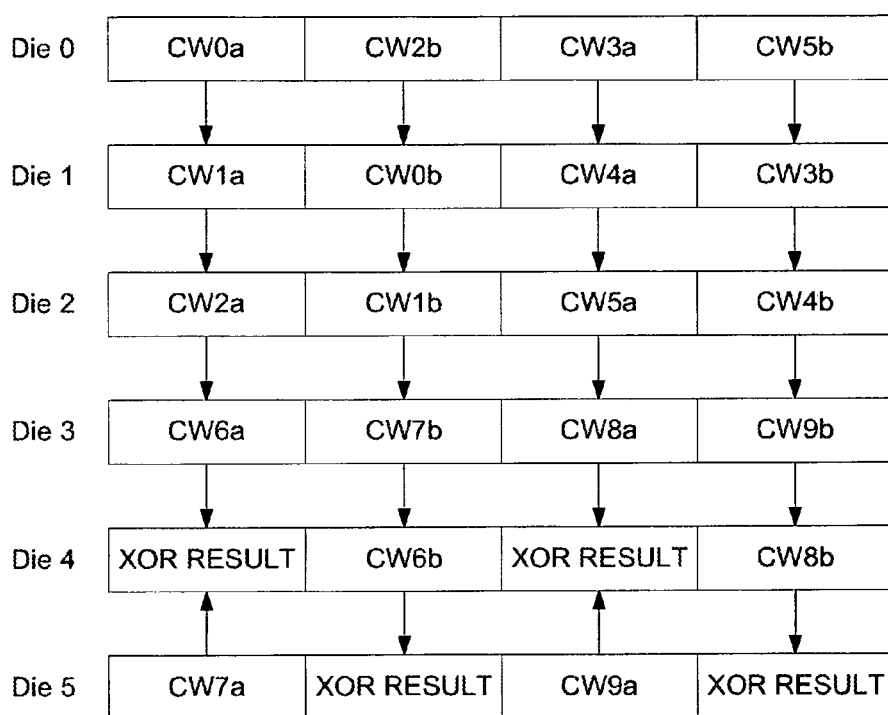 Die 0 CW0a CW2b CW3a CW5b
Die 1 CW1a CW0b CW4a CW3b
Die 2 CW2a CW1b CW5a CW4b
Die 3 CW6a CW7b CW8a CW9b
Die 4 XOR RESULT CW6b XOR RESULT CW8b
Die 5 CW7a XOR RESULT CW9a XOR RESULT